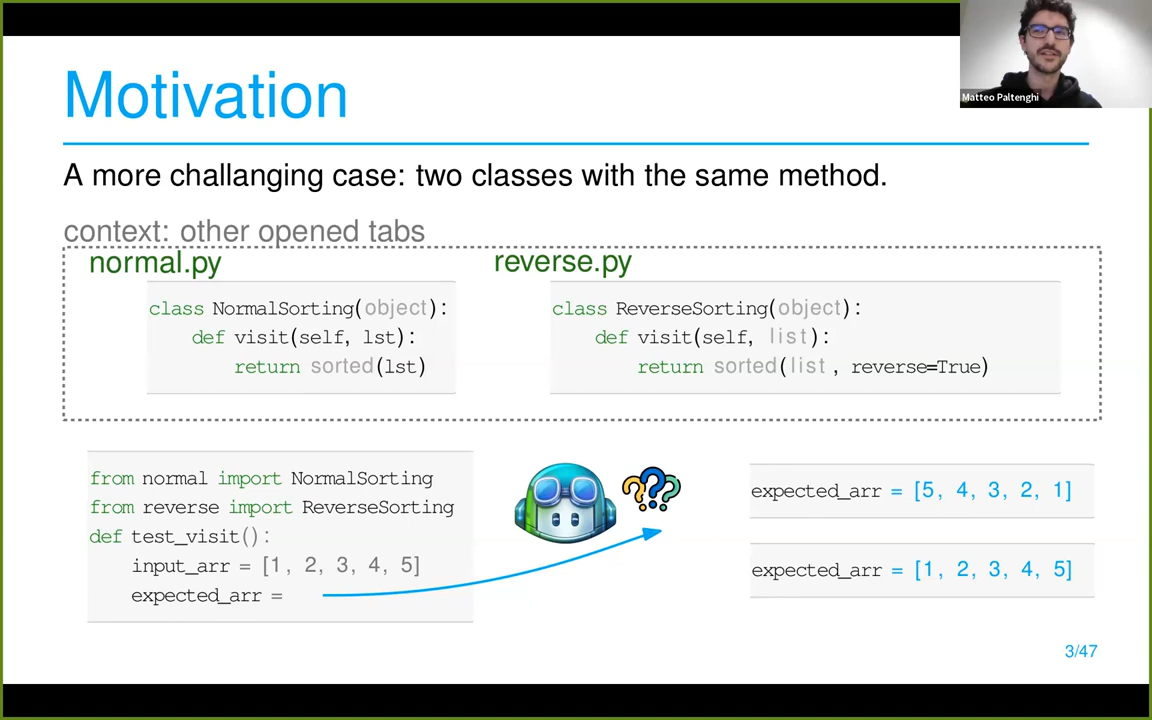 Motivation
Matteo Paltenghi
A more challanging case: two classes with the same method.
context: other opened tabs
normal.py
class NormalSorting(object):
def visit(self, lst):
return sorted(lst)
reverse.py
class ReverseSorting(object):
def visit(self, list):
return sorted(list, reverse=True)
from normal import NormalSorting
from reverse import ReverseSorting
def test_visit():
input_arr = [1, 2, 3, 4, 5]
expected_arr =
???
expected_arr = [5, 4, 3, 2, 1]
expected_arr = [1, 2, 3, 4, 5]
3/47